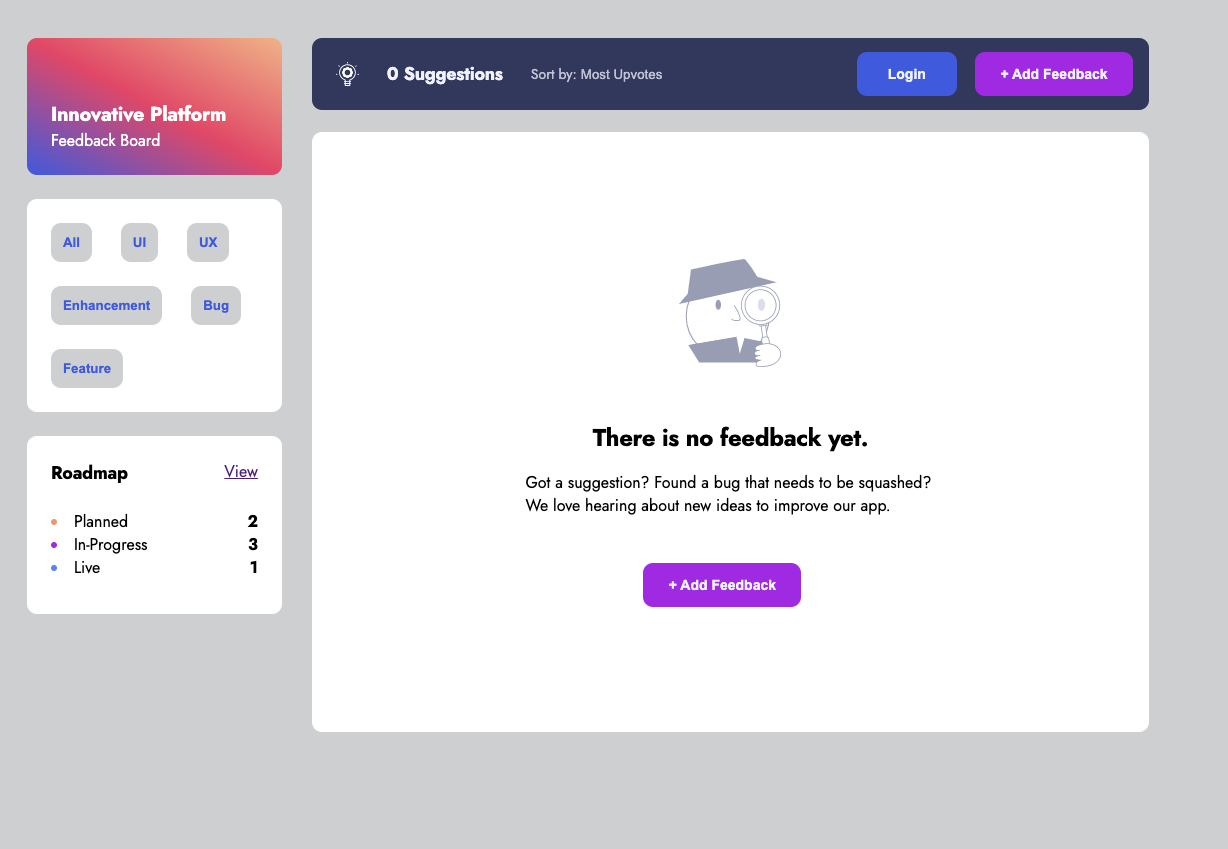 Innovative Platform
Feedback Board
All UI UX
Enhancement Bug
Feature
Roadmap View
Planned 2
In-Progress 3
Live 1
0 Suggestions Sort by: Most Upvotes Login + Add Feedback
There is no feedback yet.
Got a suggestion? Found a bug that needs to be squashed?
We love hearing about new ideas to improve our app.
+ Add Feedback